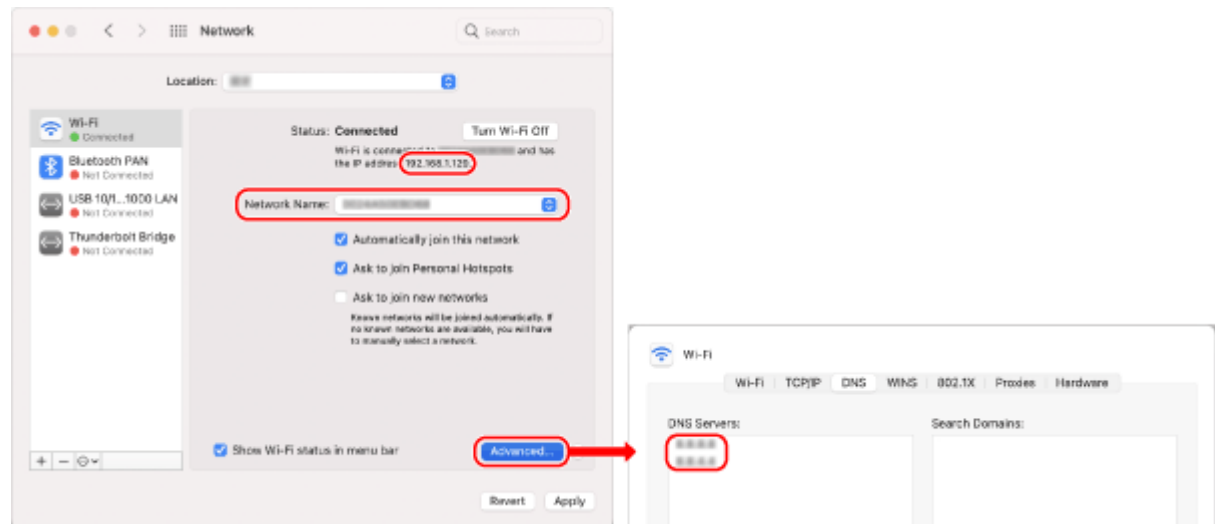 Network
Search
Location:
Wi-Fi
Connected
Bluetooth PAN
Not Connected
USB 10/1...1000 LAN
Not Connected
Thunderbolt Bridge
Not Connected
Status: Connected
Turn Wi-Fi Off
Wi-Fi is connected to and has
the IP address 192.168.1.129.
Network Name:
Automatically join this network
Ask to join Personal Hotspots
Ask to join new networks
Known networks will be joined automatically. If
no known networks are available, you will have
to manually select a network.
Show Wi-Fi status in menu bar
Advanced...
Revert Apply
Wi-Fi
Wi-Fi TCP/IP DNS WINS 802.1X Proxies Hardware
DNS Servers:
Search Domains: